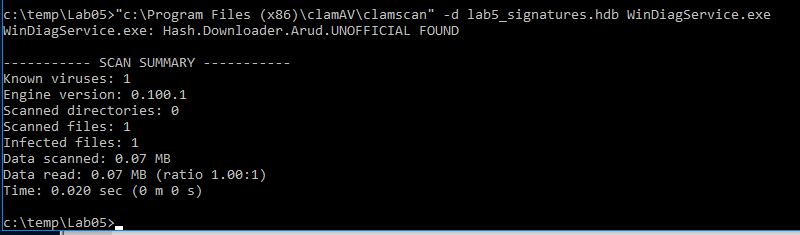 c:\temp\Lab05>"c:\Program Files (x86)\clamAV\clamscan" -d lab5_signatures.hdb WinDiagService.exe
WinDiagService.exe: Hash.Downloader.Arud.UNOFFICIAL FOUND
----------- SCAN SUMMARY -----------
Known viruses: 1
Engine version: 0.100.1
Scanned directories: 0
Scanned files: 1
Infected files: 1
Data scanned: 0.07 MB
Data read: 0.07 MB (ratio 1.00:1)
Time: 0.020 sec (0 m 0 s)
c:\temp\Lab05>